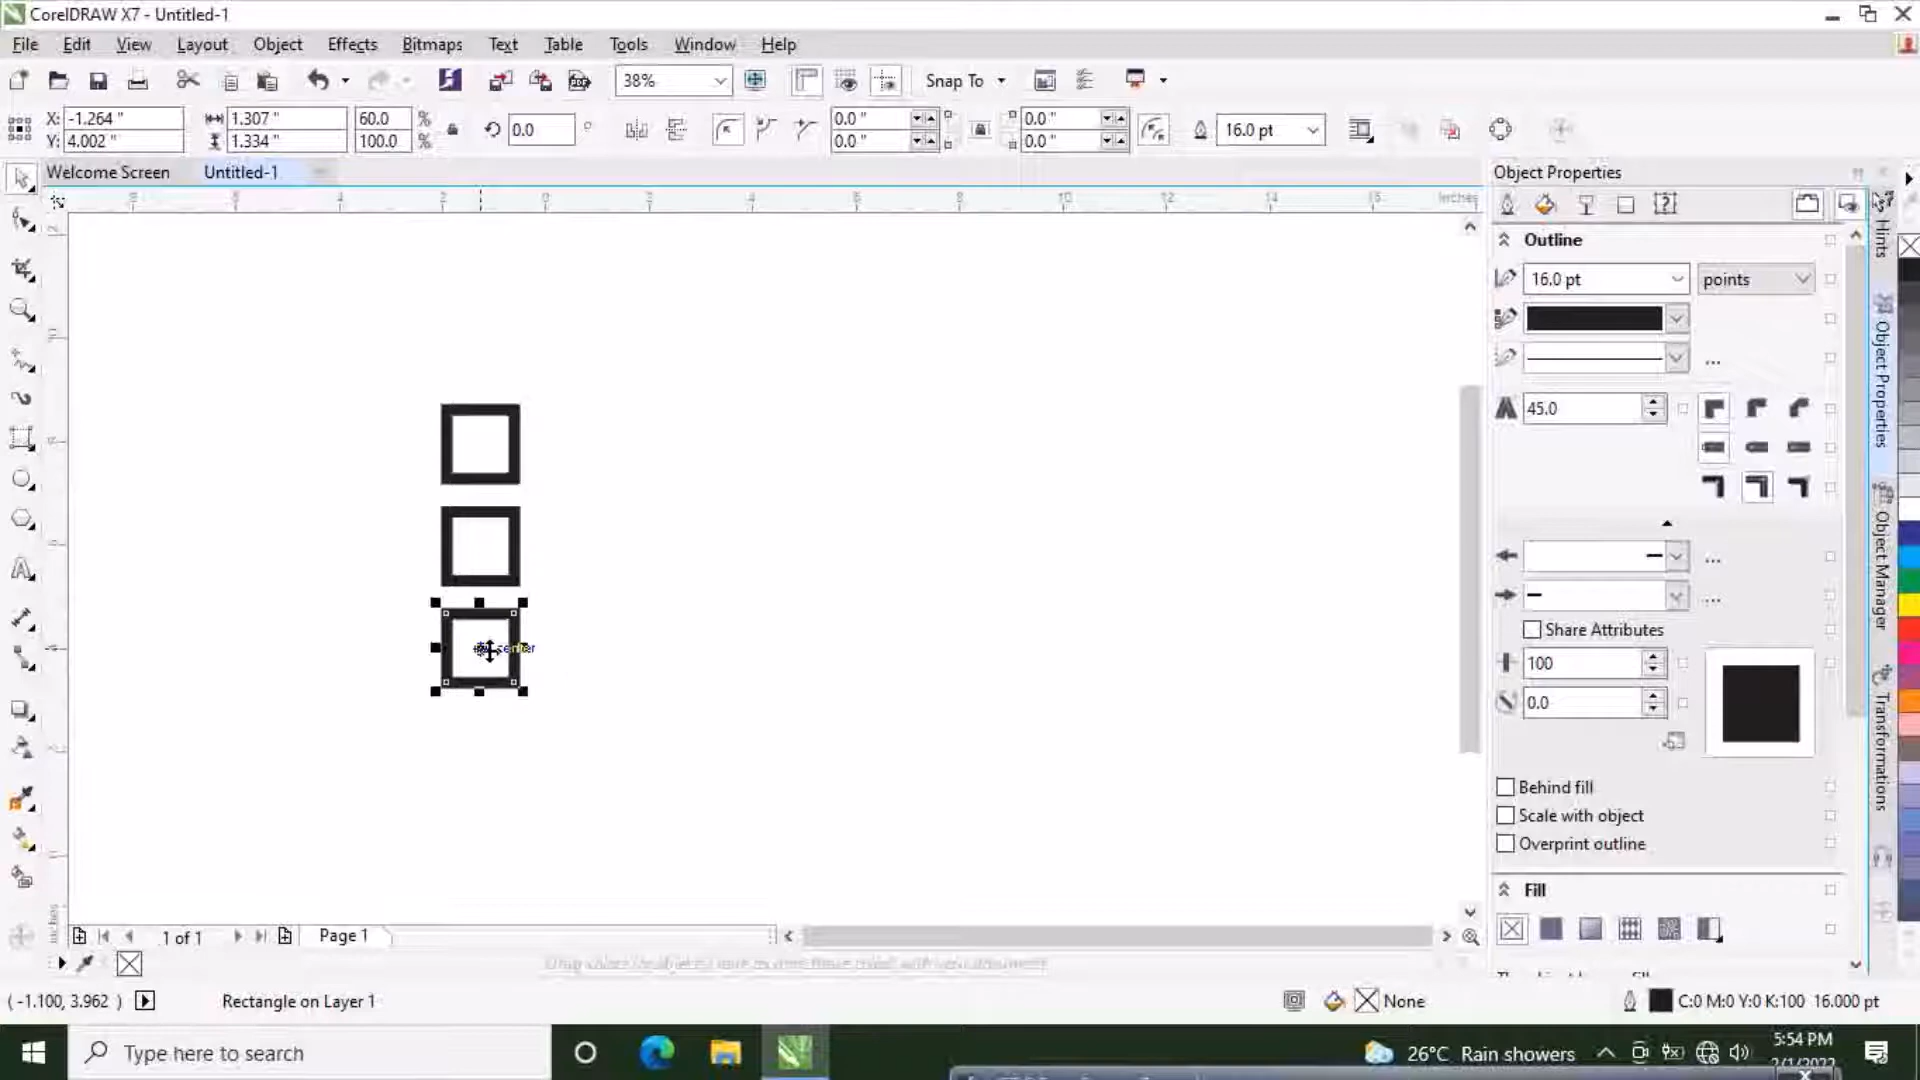 CorelDRAW X7 - Untitled-1
File Edit View Layout Object Effects Bitmaps Text Table Tools Window Help
38% Snap To
X: -1.264 " 1.307 " 60.0 %
Y: 4.002 " 1.334 " 100.0 %
0.0 °
0.0 " 0.0 "
0.0 " 0.0 "
16.0 pt
Welcome Screen Untitled-1
Object Properties
inches
Outline
16.0 pt points
45.0
Share Attributes
100
0.0
Behind fill
Scale with object
Overprint outline
Fill
Hints
Object Properties
Object Manager
Transformations
center
1 of 1 Page 1
( -1.100, 3.962 ) Rectangle on Layer 1
None
C:0 M:0 Y:0 K:100 16.000 pt
Type here to search
26°C Rain showers
5:54 PM
2/1/2022